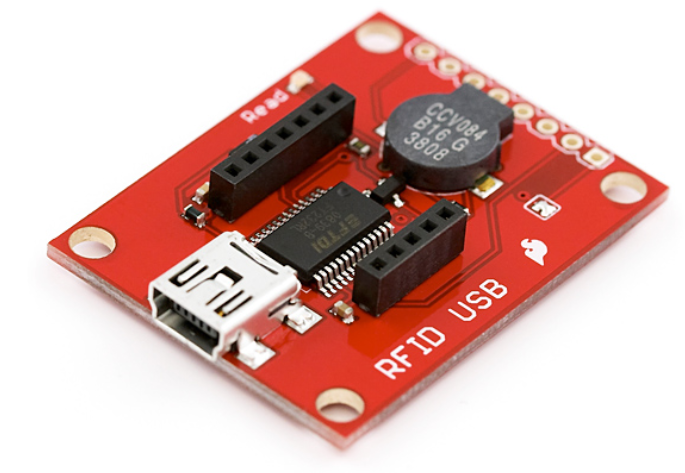 Read
CCV084
B16 G
3808
FTDI
RFID USB